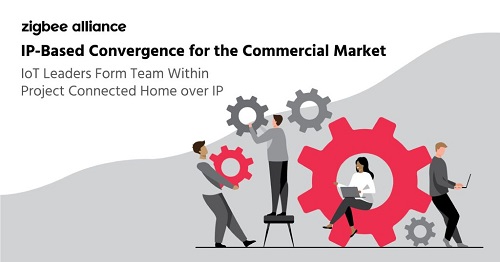 zigbee alliance
IP-Based Convergence for the Commercial Market
IoT Leaders Form Team Within
Project Connected Home over IP